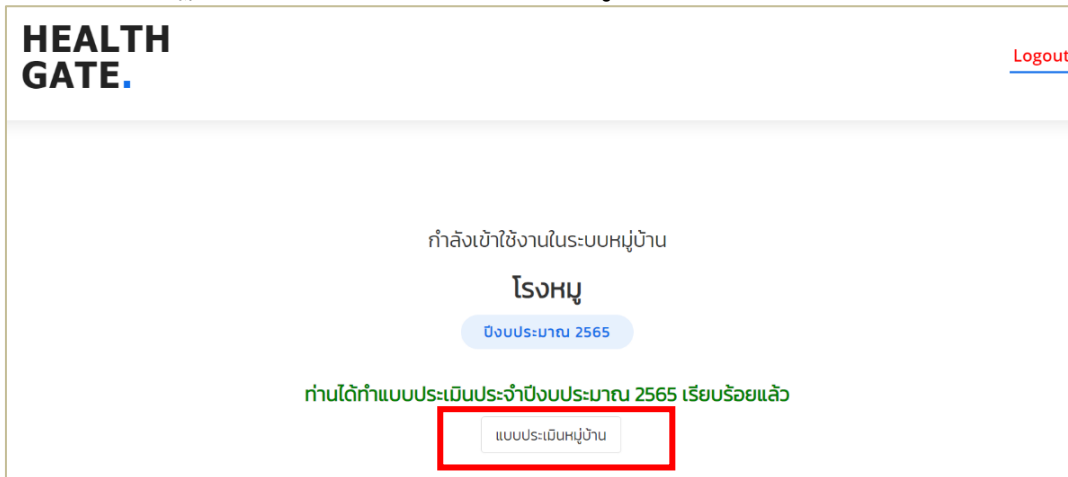 HEALTH
GATE.
Logout
กำลังเข้าใช้งานในระบบหมู่บ้าน
โรงหมู
ปีงบประมาณ 2565
ท่านได้ทำแบบประเมินประจำปีงบประมาณ 2565 เรียบร้อยแล้ว
แบบประเมินหมู่บ้าน